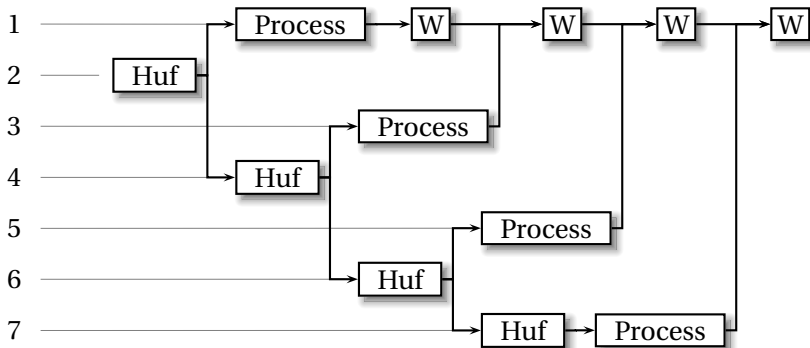 1 Process W W W W
2 Huf
3 Process
4 Huf
5 Process
6 Huf
7 Huf Process